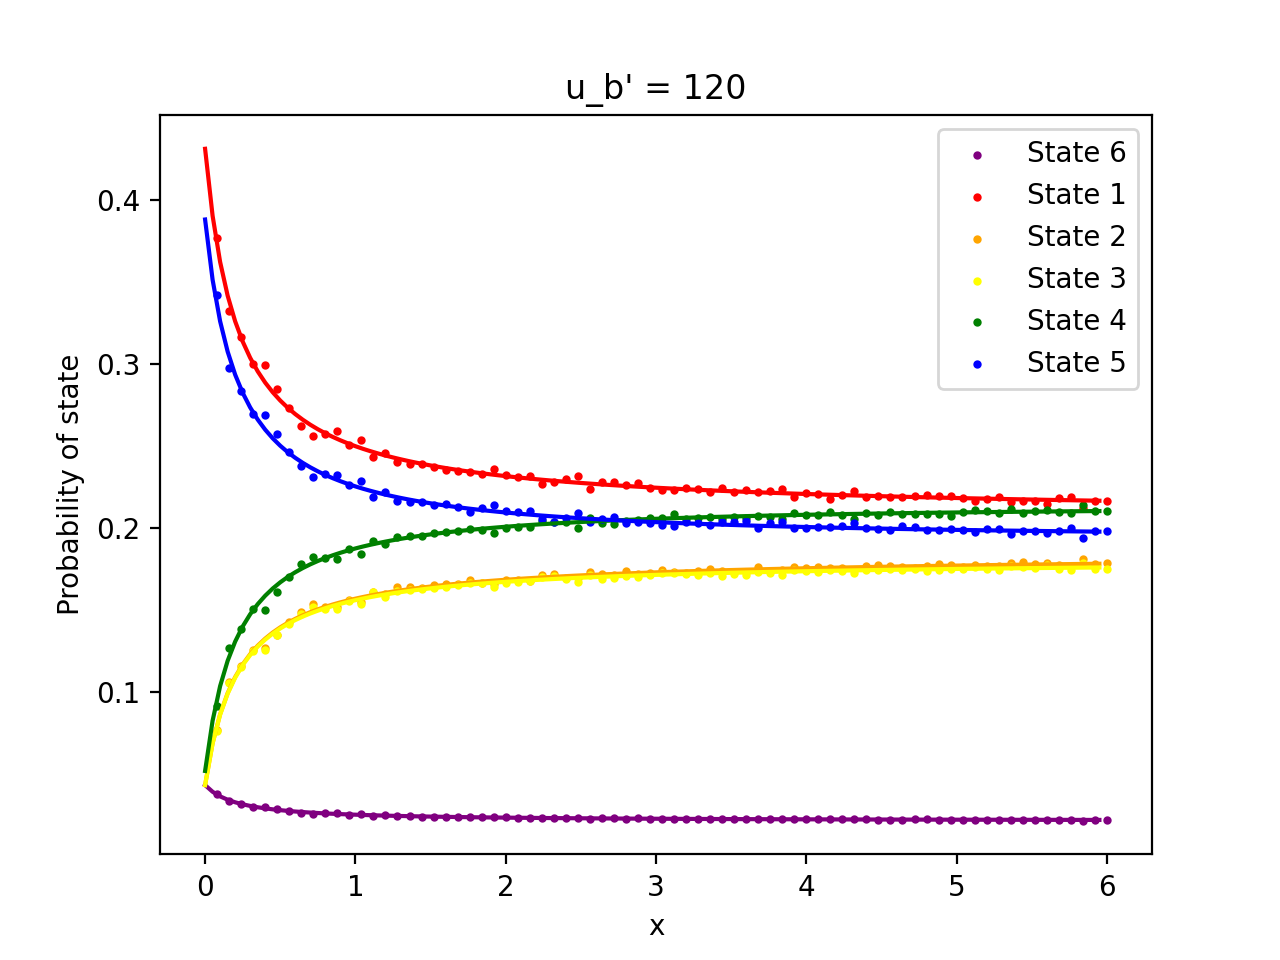 u_b' = 120
Probability of state
0.4
0.3
0.2
0.1
State 6
State 1
State 2
State 3
State 4
State 5
0
1
2
3
4
5
6
x